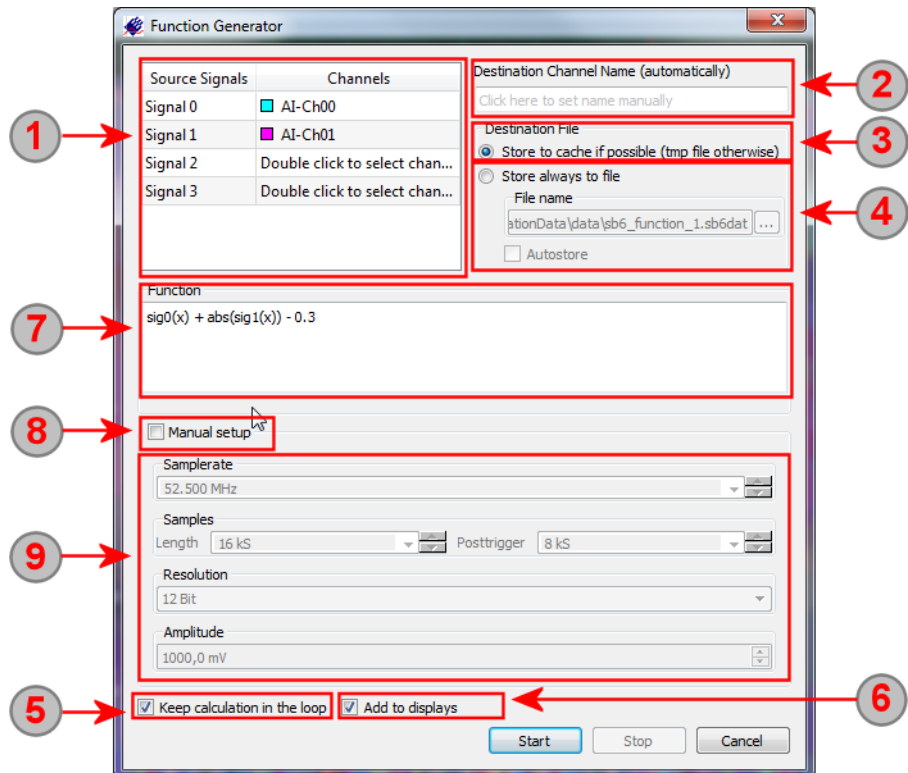 Function Generator
Source Signals Channels
Signal 0 AI-Ch00
Signal 1 AI-Ch01
Signal 2 Double click to select chan...
Signal 3 Double click to select chan...
1
Destination Channel Name (automatically)
Click here to set name manually
2
Destination File
Store to cache if possible (tmp file otherwise)
3
Store always to file
File name
ationData\data\sb6_function_1.sb6dat ...
Autostore
4
Function
sig0(x) + abs(sig1(x)) - 0.3
7
Manual setup
8
Samplerate
52.500 MHz
Samples
Length 16 kS Posttrigger 8 kS
Resolution
12 Bit
Amplitude
1000,0 mV
9
5
Keep calculation in the loop Add to displays
6
Start Stop Cancel